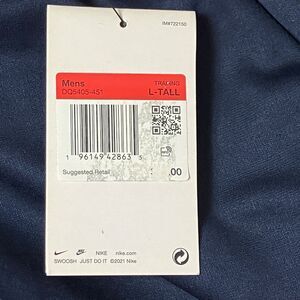 IM#722150
Mens
DQ5405-451
TRAINING
L-TALL
1 96149 42863 5
Suggested Retail
.00
NIKE nike.com
SWOOSH JUST DO IT ©2021 Nike